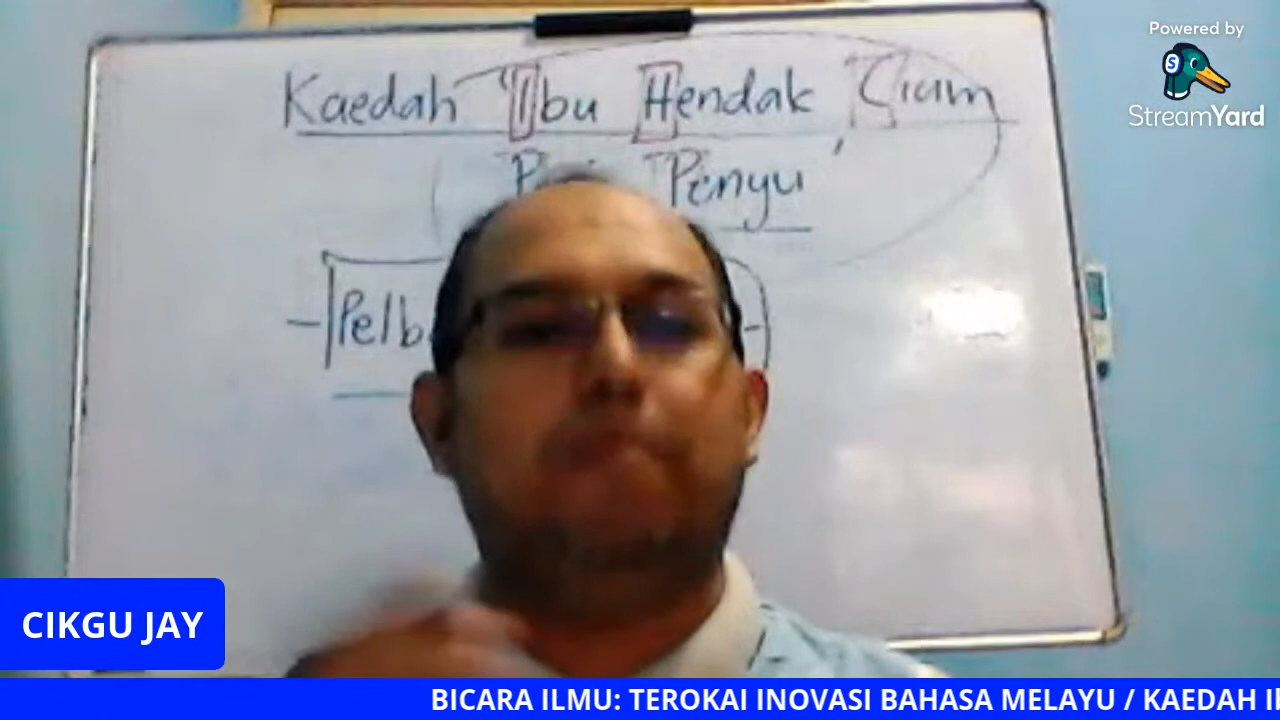 Powered by
StreamYard
Kaedah "Ibu Hendak Cium
Penyu
CIKGU JAY
BICARA ILMU: TEROKAI INOVASI BAHASA MELAYU / KAEDAH